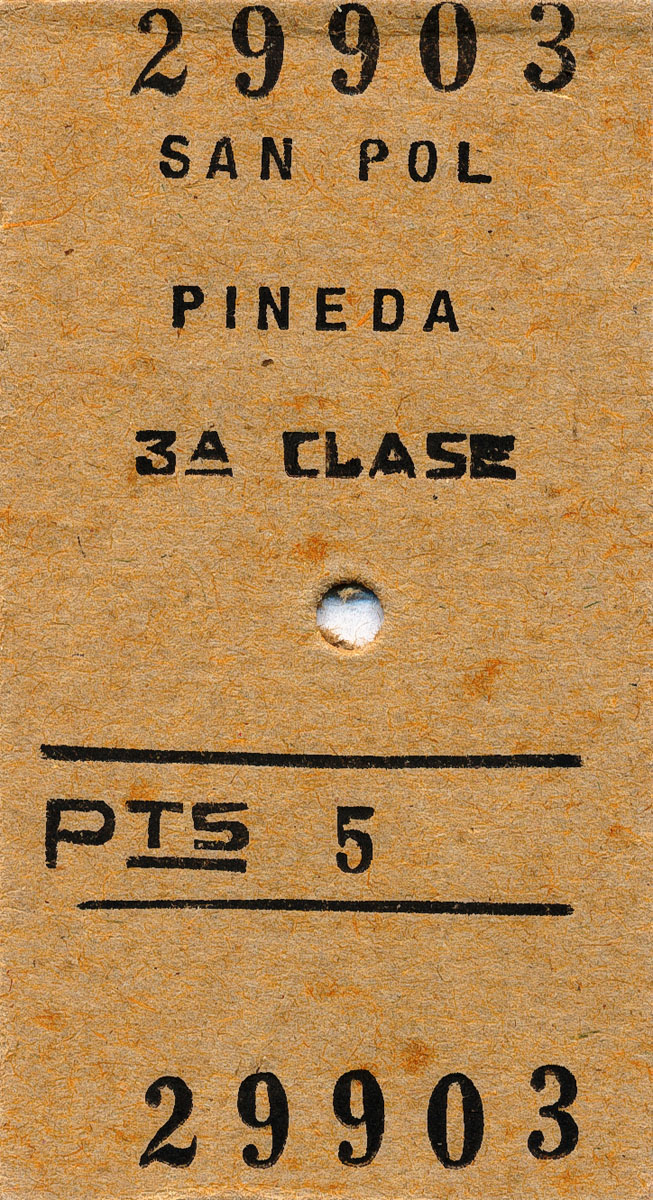 29903
SAN POL
PINEDA
3ª CLASE
PTS 5
29903